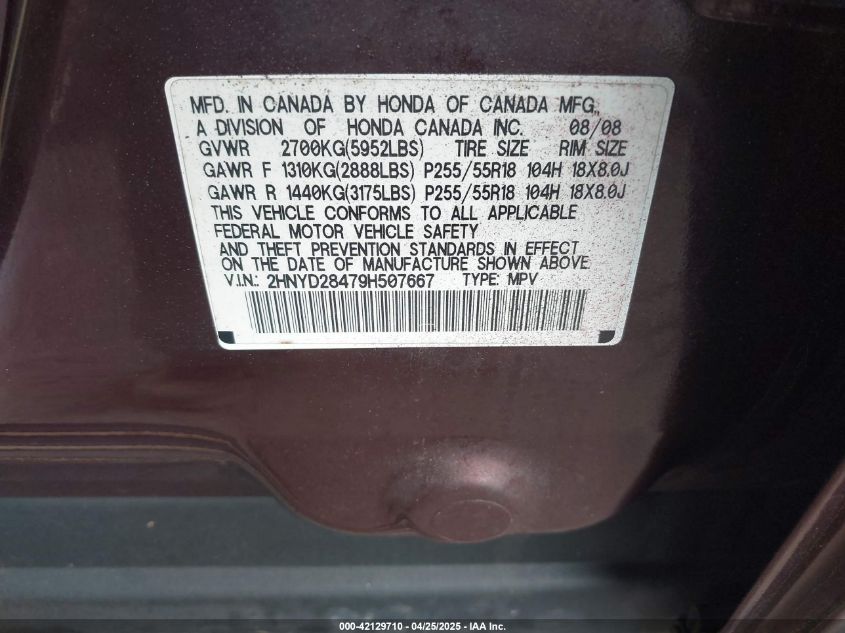 MFD. IN CANADA BY HONDA OF CANADA MFG.,
A DIVISION OF HONDA CANADA INC. 08/08
GVWR 2700KG(5952LBS) TIRE SIZE RIM SIZE
GAWR F 1310KG(2888LBS) P255/55R18 104H 18X8.0J
GAWR R 1440KG(3175LBS) P255/55R18 104H 18X8.0J
THIS VEHICLE CONFORMS TO ALL APPLICABLE
FEDERAL MOTOR VEHICLE SAFETY
AND THEFT PREVENTION STANDARDS IN EFFECT
ON THE DATE OF MANUFACTURE SHOWN ABOVE.
V.I.N.: 2HNYD28479H507667 TYPE: MPV
000-42129710 - 04/25/2025 - IAA Inc.